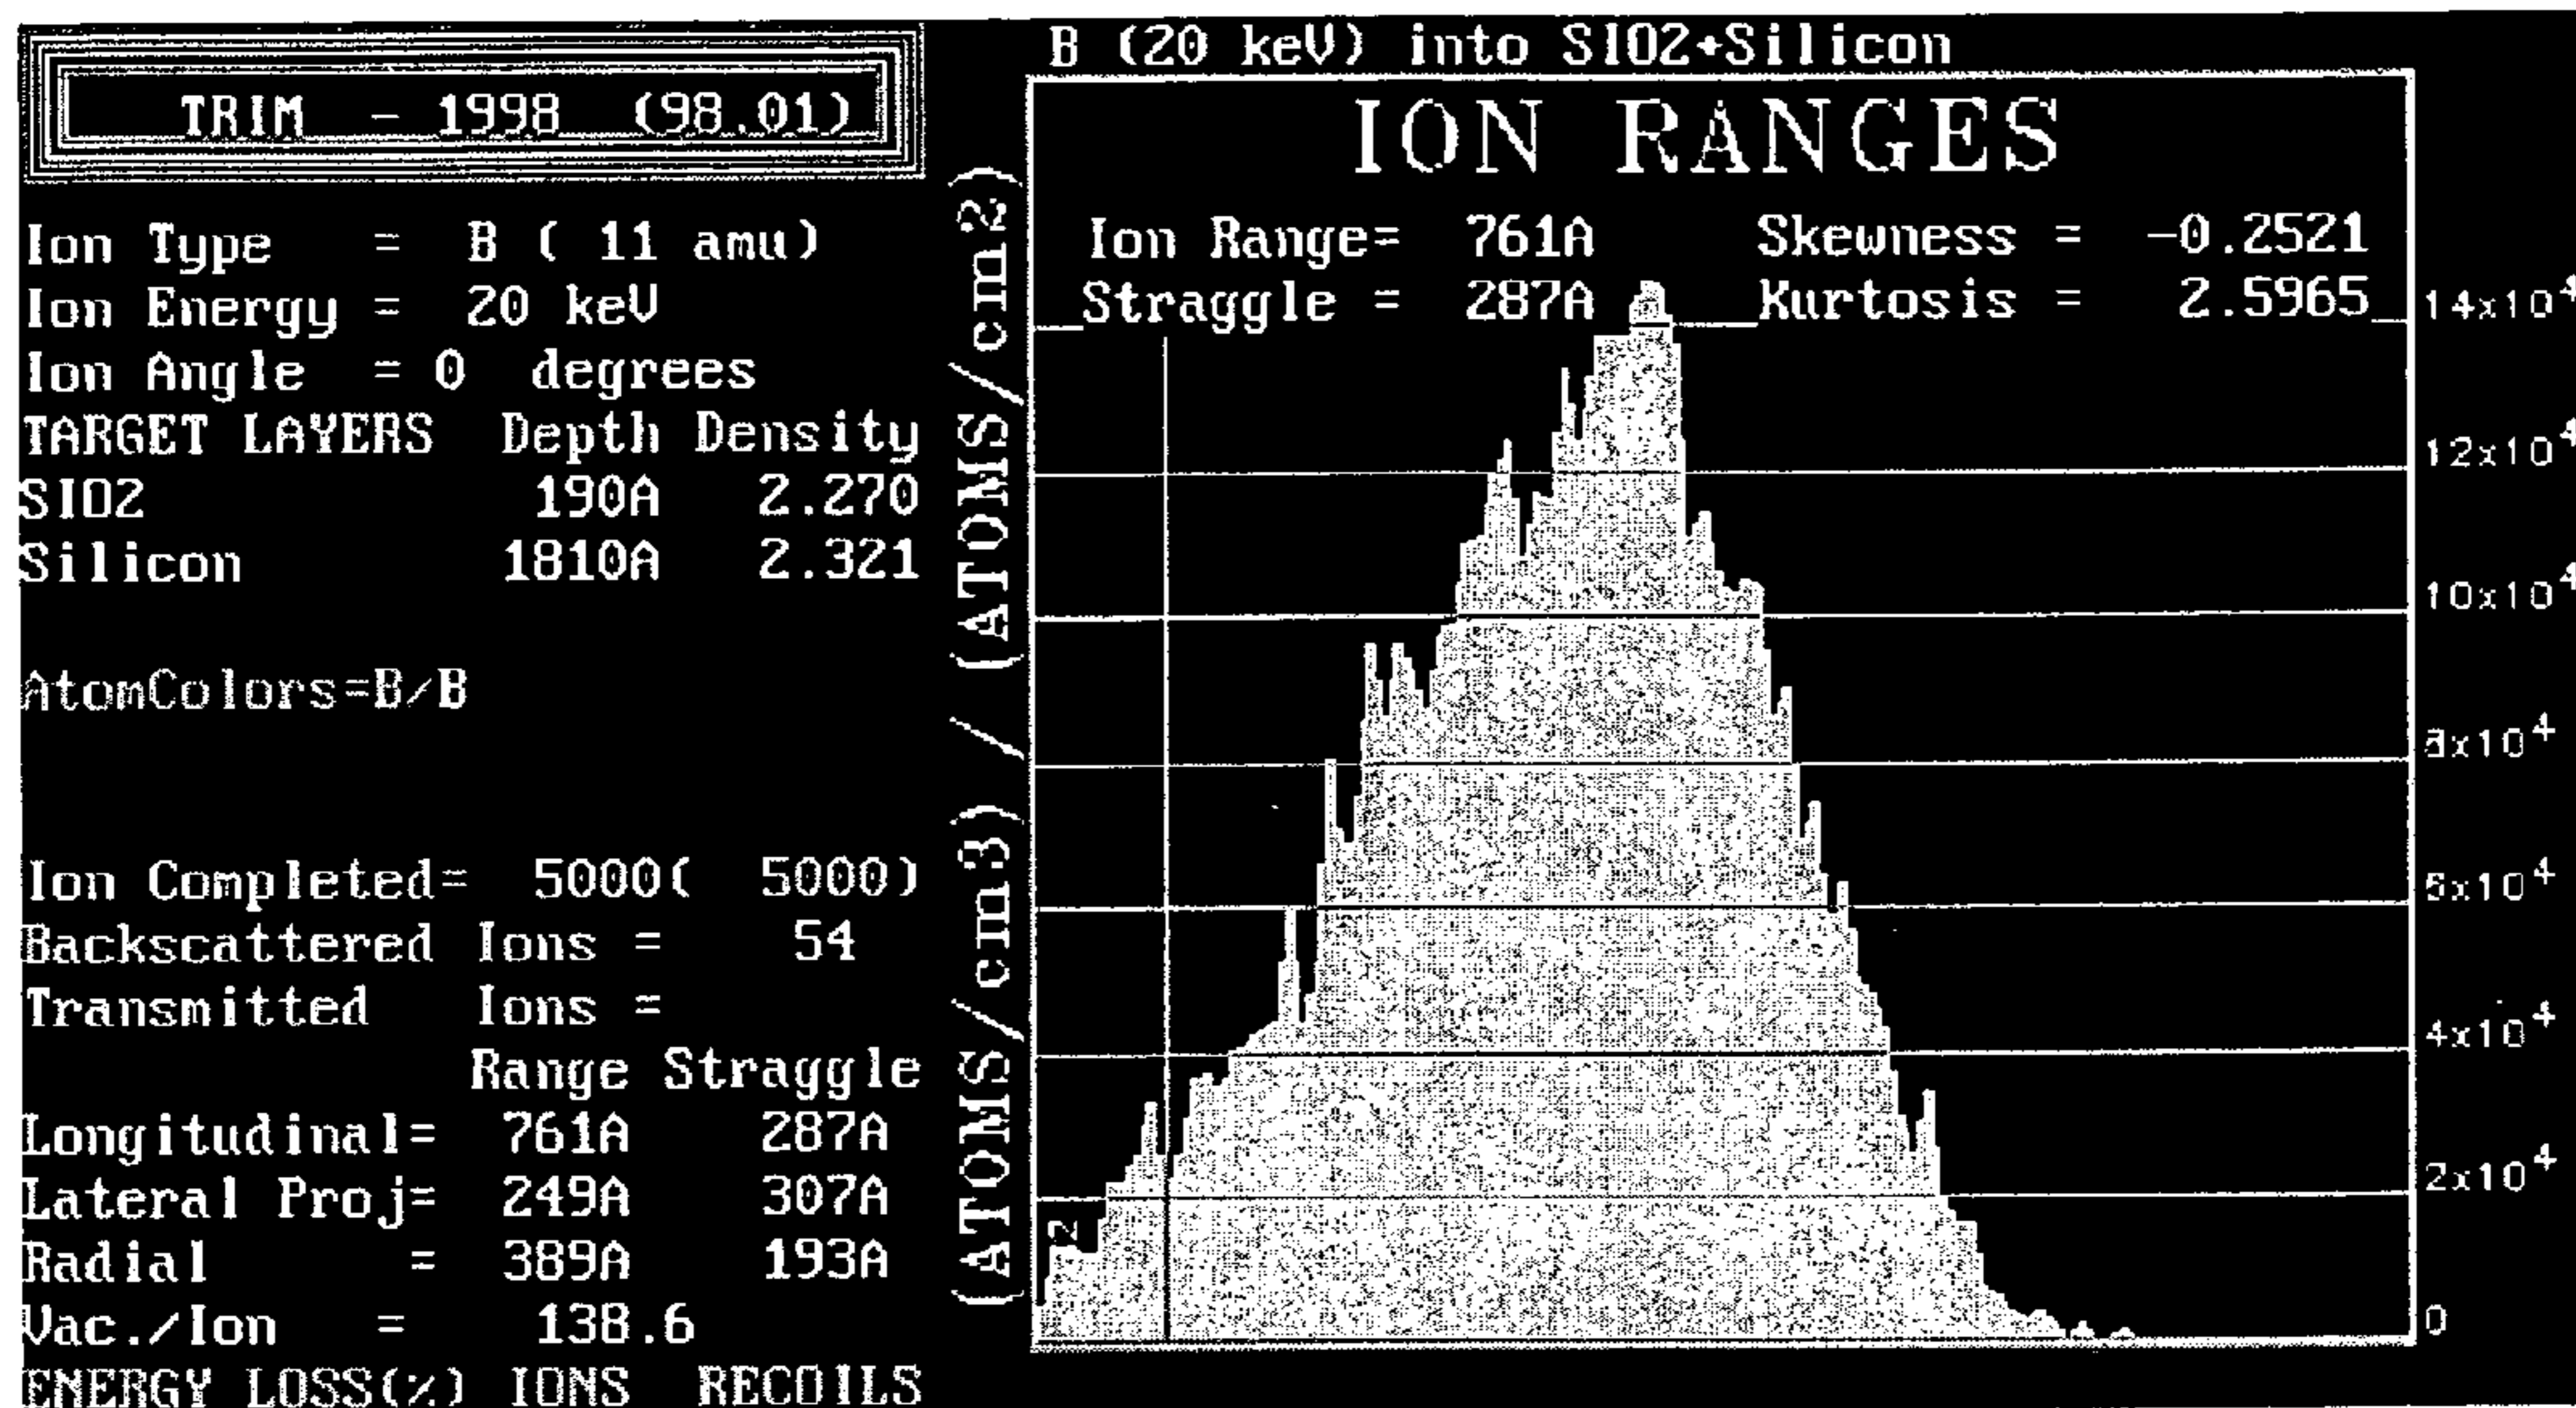 TRIM - 1998 (98.01)
Ion Type = B ( 11 amu)
Ion Energy = 20 keV
Ion Angle = 0 degrees
TARGET LAYERS Depth Density
SIO2 190A 2.270
Silicon 1810A 2.321
AtomColors=B/B
Ion Completed= 5000( 5000)
Backscattered Ions = 54
Transmitted Ions =
Range Straggle
Longitudinal= 761A 287A
Lateral Proj= 249A 307A
Radial = 389A 193A
Vac./Ion = 138.6
ENERGY LOSS(%) IONS RECOILS
B (20 keV) into SIO2+Silicon
ION RANGES
Ion Range= 761A Skewness = -0.2521
Straggle = 287A Kurtosis = 2.5965
(ATOMS/cm3) / (ATOMS/cm2)
14x10⁴
12x10⁴
10x10⁴
8x10⁴
6x10⁴
4x10⁴
2x10⁴
0